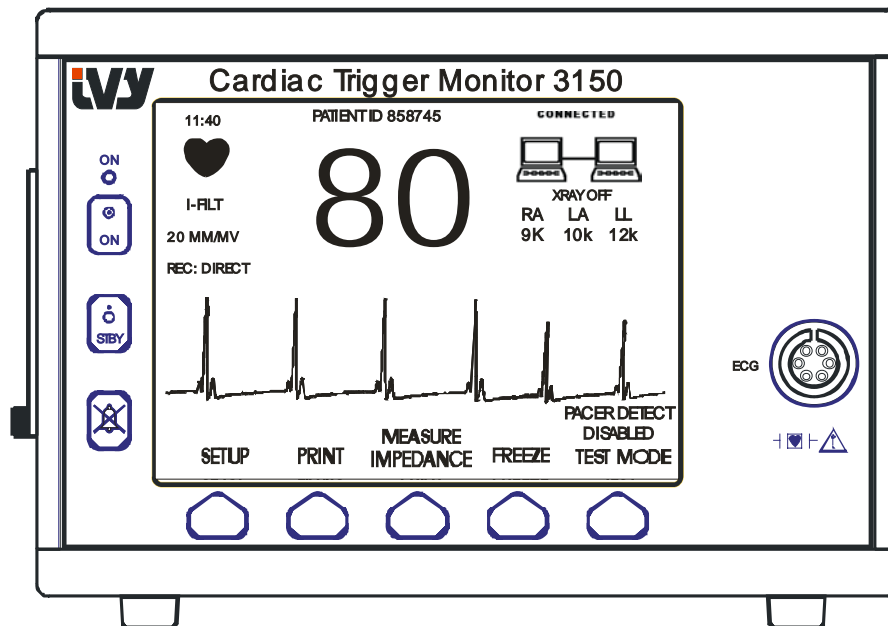 ivy
Cardiac Trigger Monitor 3150
11:40
PATIENT ID 858745
CONNECTED
80
I-FILT
20 MM/MV
REC: DIRECT
XRAY OFF
RA LA LL
9K 10k 12k
ON
ON
STBY
ECG
PACER DETECT
DISABLED
SETUP
PRINT
MEASURE
IMPEDANCE
FREEZE
TEST MODE